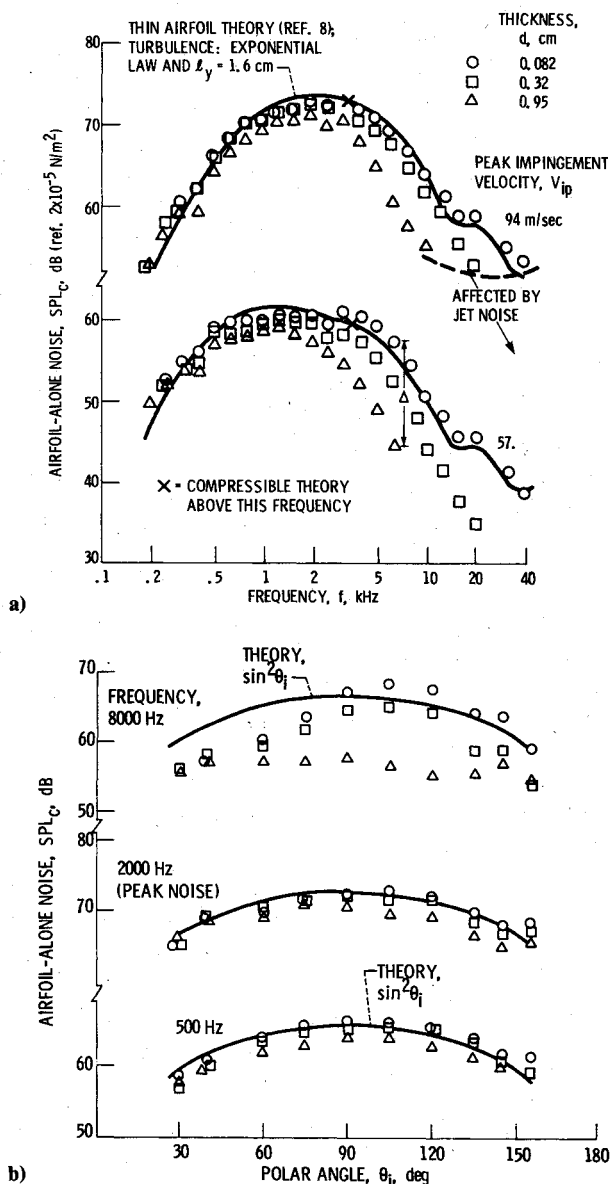 THIN AIRFOIL THEORY (REF. 8);
TURBULENCE: EXPONENTIAL
LAW AND ℓy = 1.6 cm
THICKNESS,
d, cm
0.082
0.32
0.95
PEAK IMPINGEMENT
VELOCITY, Vip
94 m/sec
AFFECTED BY
JET NOISE
57.
Δ
X = COMPRESSIBLE THEORY
ABOVE THIS FREQUENCY
80
70
60
60
50
40
30
AIRFOIL-ALONE NOISE, SPLc, dB (ref. 2x10⁻⁵ N/m²)
.1 .2 .5 1 2 5 10 20 40
FREQUENCY, f, kHz
a)
THEORY,
sin²θi
FREQUENCY,
8000 Hz
70
60
50
2000 Hz
(PEAK NOISE)
80
70
THEORY,
sin²θi
500 Hz
60
50
AIRFOIL-ALONE NOISE, SPLc, dB
30 60 90 120 150 180
POLAR ANGLE, θi, deg
b)